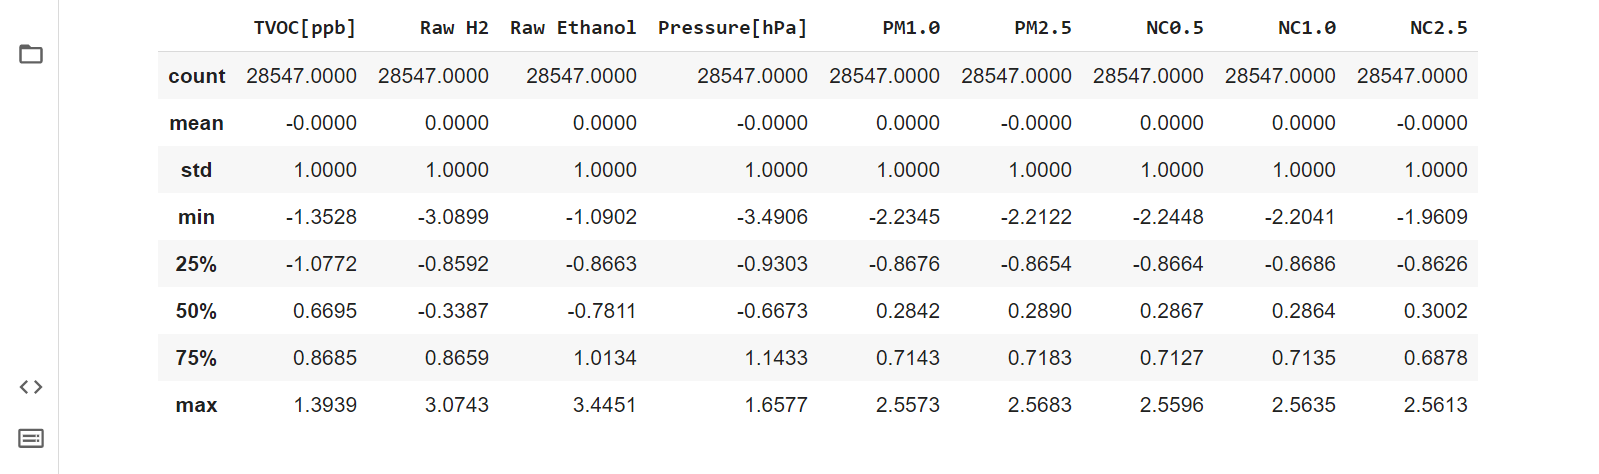 TVOC[ppb] Raw H2 Raw Ethanol Pressure[hPa] PM1.0 PM2.5 NC0.5 NC1.0 NC2.5
count 28547.0000 28547.0000 28547.0000 28547.0000 28547.0000 28547.0000 28547.0000 28547.0000 28547.0000
mean -0.0000 0.0000 0.0000 -0.0000 0.0000 -0.0000 0.0000 0.0000 -0.0000
std 1.0000 1.0000 1.0000 1.0000 1.0000 1.0000 1.0000 1.0000 1.0000
min -1.3528 -3.0899 -1.0902 -3.4906 -2.2345 -2.2122 -2.2448 -2.2041 -1.9609
25% -1.0772 -0.8592 -0.8663 -0.9303 -0.8676 -0.8654 -0.8664 -0.8686 -0.8626
50% 0.6695 -0.3387 -0.7811 -0.6673 0.2842 0.2890 0.2867 0.2864 0.3002
75% 0.8685 0.8659 1.0134 1.1433 0.7143 0.7183 0.7127 0.7135 0.6878
max 1.3939 3.0743 3.4451 1.6577 2.5573 2.5683 2.5596 2.5635 2.5613